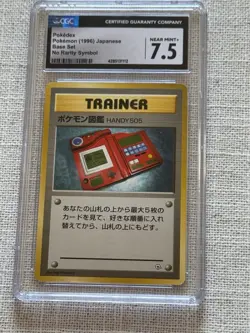 CGC
CERTIFIED GUARANTY COMPANY
Pokédex
Pokémon (1996) Japanese
Base Set
No Rarity Symbol
NEAR MINT+
7.5
TRAINER
ポケモン図鑑 HANDY505
あなたの山札の上から最大5枚の
カードを見て、好きな順番に入れ
替えてから、山札の上にもどす。